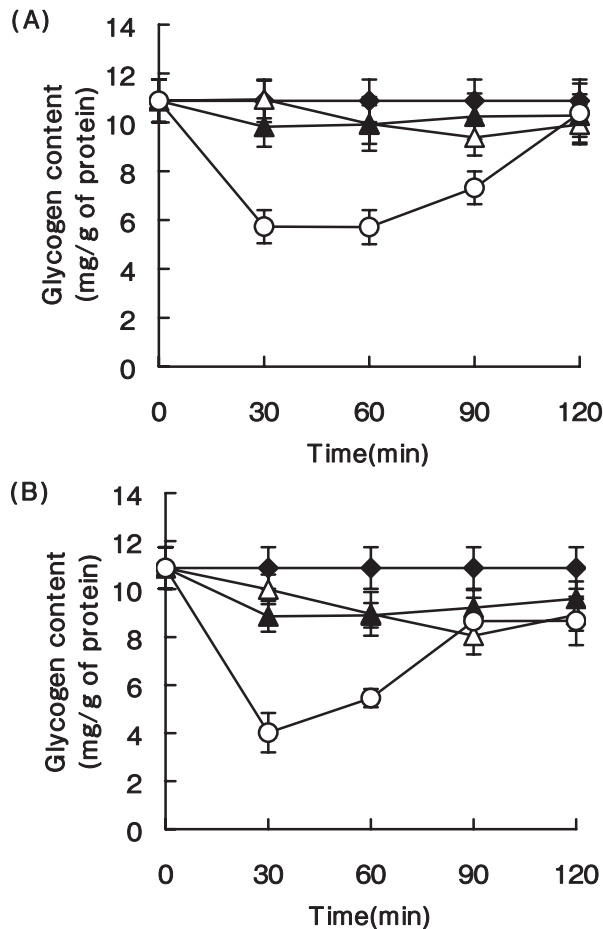 (A)
14
12
10
8
6
4
2
0
Glycogen content
(mg/g of protein)
0 30 60 90 120
Time(min)
(B)
14
12
10
8
6
4
2
0
Glycogen content
(mg/g of protein)
0 30 60 90 120
Time(min)